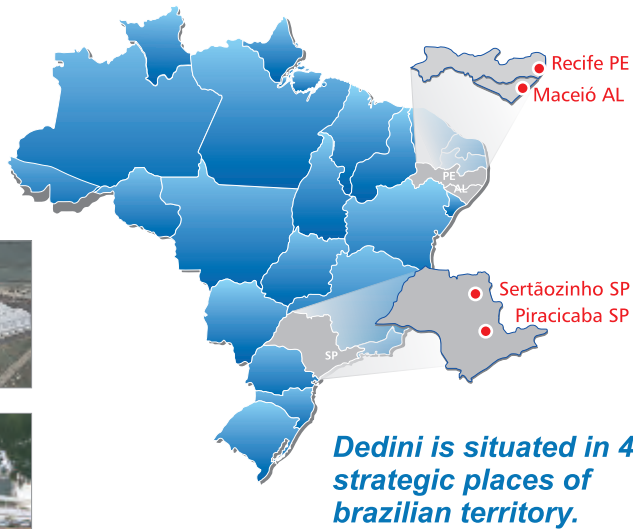 Recife PE
Maceió AL
PE
AL
Sertãozinho SP
Piracicaba SP
SP
Dedini is situated in 4
strategic places of
brazilian territory.